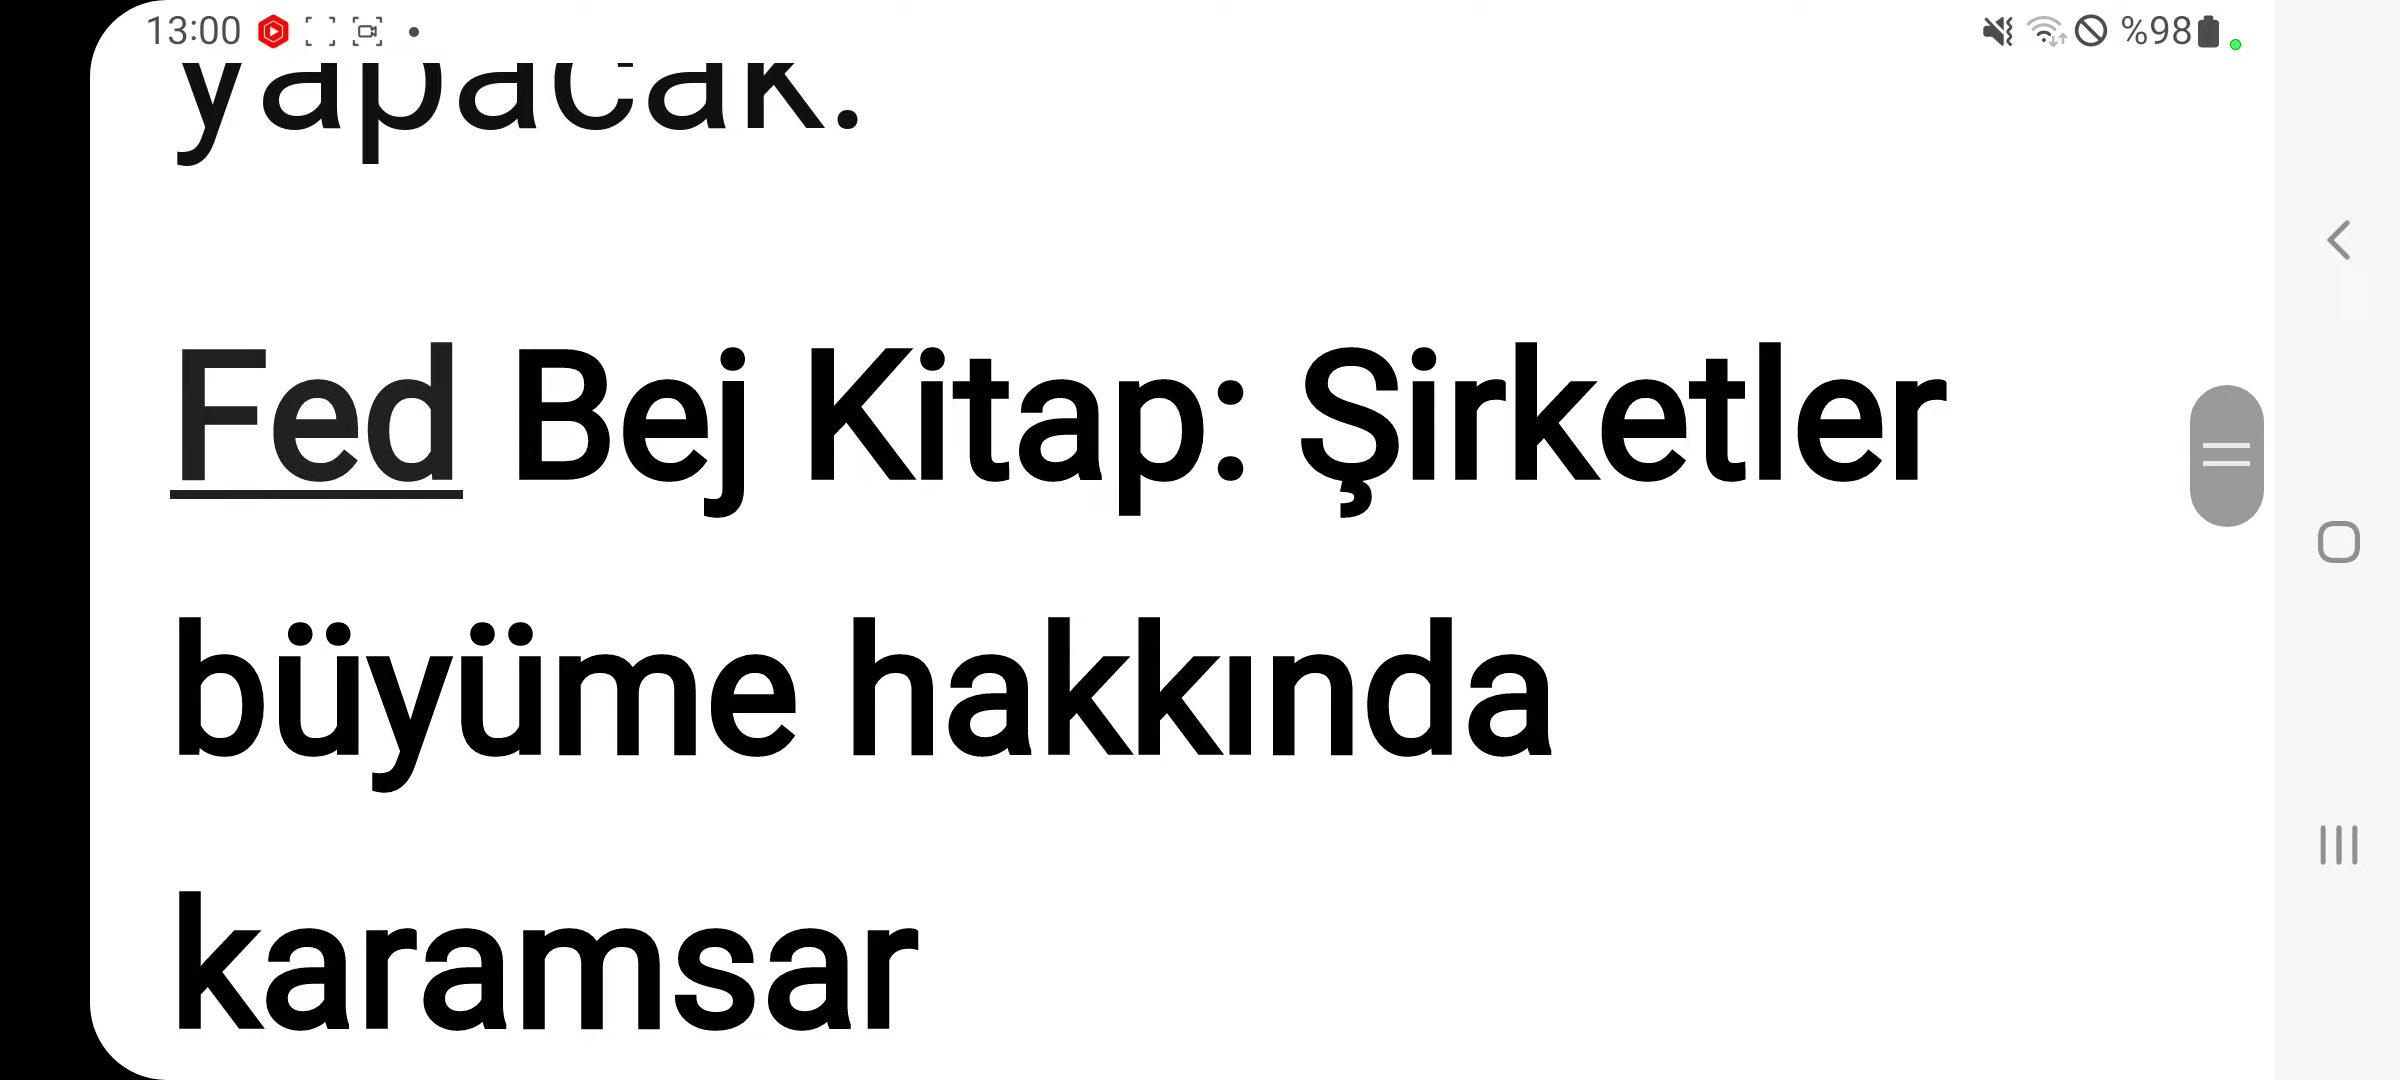 13:00 %98
yapacak.
Fed Bej Kitap: Şirketler
büyüme hakkında
karamsar